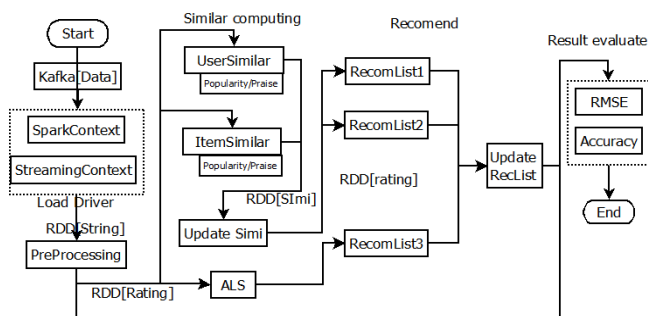 Start
Kafka[Data]
SparkContext
StreamingContext
Load Driver
RDD[String]
PreProcessing
RDD[Rating]
Similar computing
UserSimilar
Popularity/Praise
ItemSimilar
Popularity/Praise
RDD[SImi]
Update Simi
ALS
Recomend
RecomList1
RecomList2
RDD[rating]
RecomList3
Update
RecList
Result evaluate
RMSE
Accuracy
End